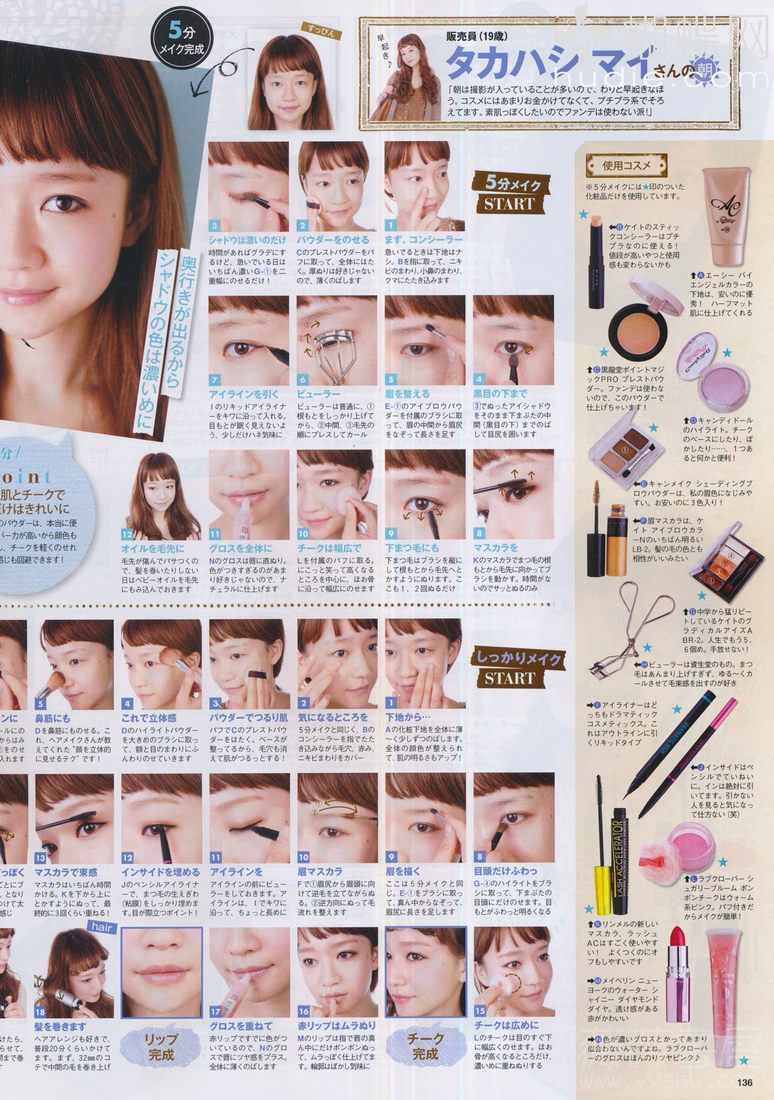 5分
メイク完成
すっぴん
早起き♪
販売員(19歳)
タカハシ マイさんの朝
「朝は撮影が入っていることが多いので、わりと早起きなほ
う。コスメにはあまりお金かけてなくて、プチプラ系でそろ
えてます。素肌っぽくしたいのでファンデは使わない派!」
奥行きが出るから
シャドウの色は濃いめに
5分メイク
START
1
まず、コンシーラー
急いでるときは下地はナ
シ。Bを指に取って、ニキ
ビのまわり、小鼻のまわり、
クマにたたき込みます
2
パウダーをのせる
Cのプレストパウダーをパ
フに取って、全体にはた
く。厚ぬりは好きじゃない
ので、薄くのばします
3
シャドウは濃いのだけ
時間があればグラデにす
るけど、急いでいる日は
いちばん濃いG-①を二
重幅にのせるだけ!
4
黒目の下まで
3でぬったアイシャドウ
をそのまま下まぶたの中
間(黒目の下)までのば
して目尻を囲います
5
眉を整える
E-①のアイブロウパウダ
ーを付属のブラシに取っ
て、眉の中間から眉尻
をなぞって長さを足す
6
ビューラー
ビューラーは普通に、①
根もとをしっかり上げて
から、②中間、③毛先の
順にプレスしてカール
7
アイラインを引く
Iのリキッドアイライナー
をキワに沿って入れる。
目もとが眠く見えないよ
う、少しだけハネ気味に
8
マスカラを
Kのマスカラでまつ毛の根
もとから毛先に向かってブ
ラシを動かす。時間がな
いのでサッとぬるのみ
9
下まつ毛にも
下まつ毛はブラシを縦に
して根もとから毛先へと
かすようにぬります。こ
こも1、2回ぬるだけ
10
チークは幅広で
Lを付属のパフに取る。
にこっと笑って高くなる
ところを中心に、ほお骨
に沿って幅広にのせます
11
グロスを全体に
Nのグロスは唇に直ぬり。
色がつきすぎるのがあま
り好きじゃないので、ナ
チュラルに仕上げます
12
オイルを毛先に
毛先が傷んでパサつくの
で、髪を巻いたりしない
日はベビーオイルを毛先
にもみ込んでおきます
分/
oint
肌とチークで
だけはきれいに
のパウダーは、本当に便
バー力が高いから顔色も
る。チークを軽くのせれ
感じも回避できます!
しっかりメイク
START
1
下地から…
Aの化粧下地を全体に薄
〜く少しずつのばします。
全体の顔色が整えられ
て、肌の明るさもアップ!
2
気になるところを
5分メイクと同じく、Bの
コンシーラーを指でたた
き込みながら毛穴、赤み、
ニキビまわりをカバー
3
パウダーでつるり肌
パフでCのプレストパウ
ダーをはたく。ベースが
整ってるから、毛穴も消
えて肌がつるっとする!
4
これで立体感
Dのハイライトパウダー
を大きめのブラシに取っ
て、額と目のまわりにふ
んわりのせていきます
5
鼻筋にも
Dを鼻筋にものせる。こ
れ、ヘアメイクさんが教
えてくれた“顔を立体的
に見せるテク”です!
8
目頭だけふわっ
G-④のハイライトをブラ
シに取って、下まぶたの
目頭にだけのせます。目
もとがふわっと明るくなる
9
眉を描く
ここは5分メイクと同
じ。E-①をブラシに取
って、真ん中からなぞって、
眉尻に長さを足します
10
眉マスカラ
Fで①眉尻から眉頭に向
けて逆毛を立てながらぬ
る。②逆方向にぬって毛
流れを整えます
11
アイラインを
アイラインの前にビュー
ラーをしておきます。ア
イラインは、Iでキワに沿
って、ちょっと長めに
12
インサイドを埋める
Jのペンシルアイライナー
で、まつ毛の生えぎわ
(粘膜)をしっかり埋めま
す。目が際立つポイント!
13
マスカラで束感
マスカラはいちばん時間
かける。Kを下から上に
とかすようにぬって、最
終的に3回くらい重ねる!
15
チークは広めに
Lのチークは目のすぐ下
に幅広くのせます。ほお
骨が高くなるところだけ、
濃いめに重ねぬりする
チーク
完成
16
赤リップはムラぬり
Mのリップは指で唇の真
ん中だけポンポンぬっ
て、ムラっぽく仕上げてま
す。輪郭はぼかし気味に
17
グロスを重ねて
赤リップですでに色がつ
いているので、Nのグロ
スで唇にツヤ感をプラス。
全体に薄くのばします
リップ
完成
hair
18
髪を巻きます
ヘアアレンジも好きで、
普段20分くらいかけて
ます。まず、32mmのコ
テで中間の毛を巻き上げ
使用コスメ
※5分メイクには★印のついた
化粧品だけを使用しています。
A エーシー バイ
エンジェルカラーの
下地は、安いのに優
秀! ハーフマット
肌に仕上げてくれる
B ケイトのスティッ
クコンシーラーはプチ
プラなのに使える!
値段が高いやつと使用
感も変わらないかも
C 黒龍堂ポイントマジッ
クPRO プレストパウダ
ー。ファンデは使わな
いで、このパウダーで
仕上げちゃいます!
D キャンディドール
のハイライト。チーク
のベースにしたり、ぼ
かしたり……、1つあ
ると何かと便利!
E キャンメイク シェーディングブ
ロウパウダーは、私の眉色になじみや
すい。お安いのに3色入り!
F 眉マスカラは、ケ
イト アイブロウカラ
ーNのいちばん明るい
LB-2。髪の毛の色とも
相性がいいみたい
G 中学から猛リピー
トしているケイトのグ
ラディカルアイズA
BR-2。人生でもう5、
6個め。手放せない!
H ビューラーは資生堂のもの。まつ
毛はあんまり上げすぎず、ゆる〜くカ
ールさせて毛束感を出すのが好き
I アイライナーはど
っちもドラマティック
コスメティックス。こ
れはアウトラインに引
くリキッドタイプ
J インサイドはペ
ンシルでていねい
に。インは絶対に引
いてます。引かない
人を見ると気になっ
て仕方ない(笑)
LASH ACCELERATOR
K リンメルの新しい
マスカラ、ラッシュ
ACはすごく使いやす
い! よくつくのにオ
フもしやすいです
L ラブクローバー シ
ュガリーブルーム ポン
ポンチークはウォーム
系ピンク。パフ付きだ
からメイクが簡単!
M メイベリン ニュー
ヨークのウォーター シ
ャイニー ダイヤモンド
ダイヤ。透け感がある
赤がかわいい
N 色が濃いグロスとかってあまり
似合わないんですよね。ラブクローバ
ーのグロスはほんのりツヤピンク♪
136